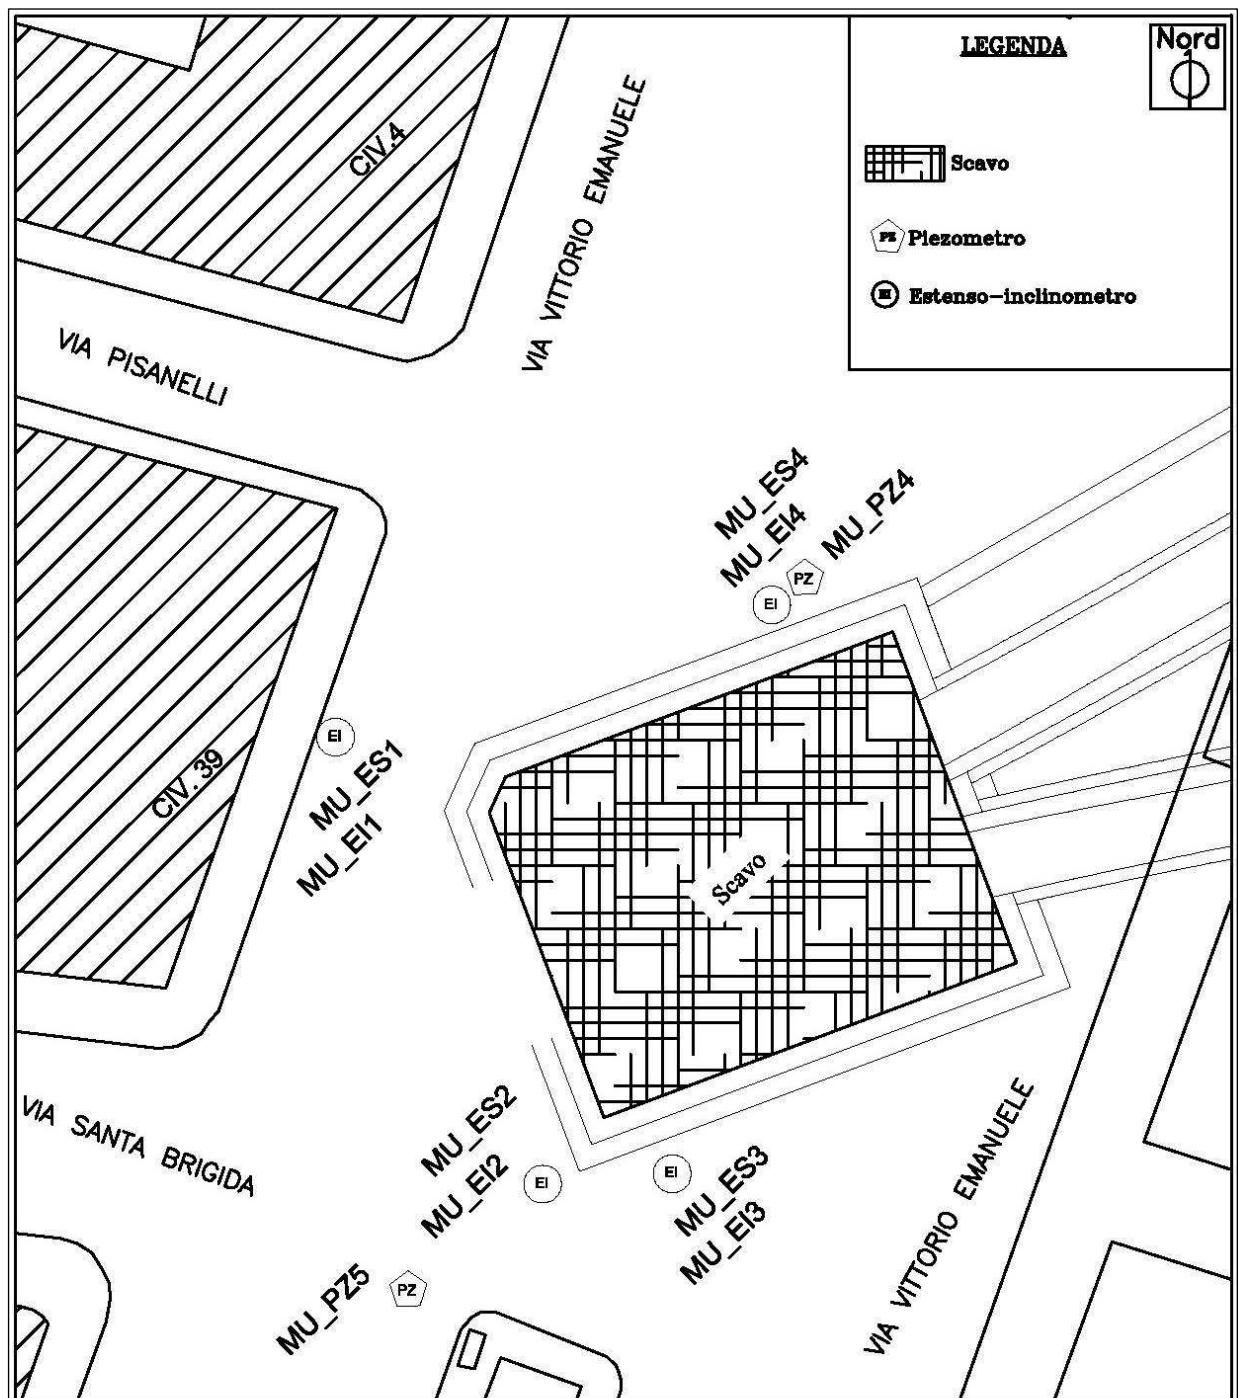 LEGENDA
Nord
Scavo
PZ Piezometro
EI Estenso-inclinometro
CIV.4
VIA VITTORIO EMANUELE
VIA PISANELLI
MU_ES4
MU_EI4
MU_PZ4
PZ
EI
EI
CIV. 39
MU_ES1
MU_EI1
Scavo
VIA SANTA BRIGIDA
MU_ES2
MU_EI2
EI
EI
MU_ES3
MU_EI3
VIA VITTORIO EMANUELE
MU_PZ5
PZ